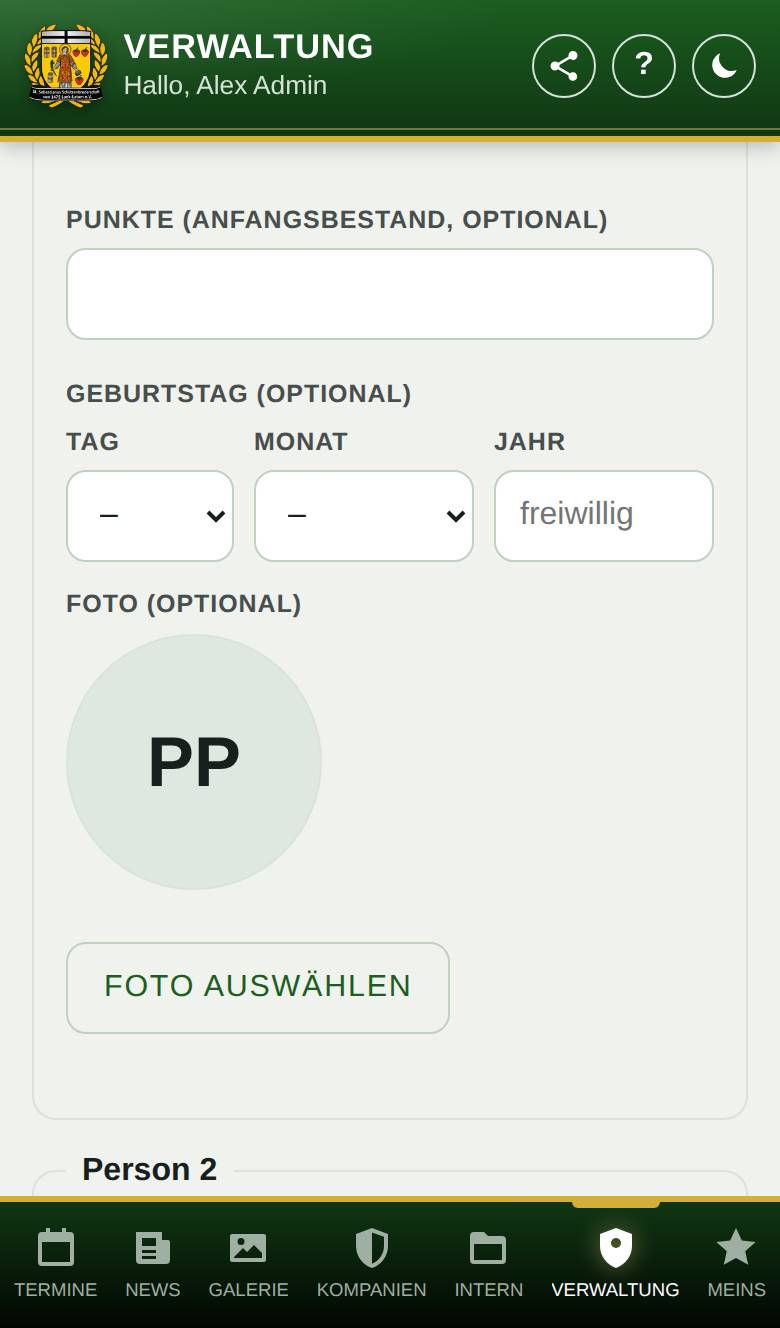 VERWALTUNG
Hallo, Alex Admin
?
PUNKTE (ANFANGSBESTAND, OPTIONAL)
GEBURTSTAG (OPTIONAL)
TAG MONAT JAHR
– – freiwillig
FOTO (OPTIONAL)
PP
FOTO AUSWÄHLEN
Person 2
TERMINE NEWS GALERIE KOMPANIEN INTERN VERWALTUNG MEINS